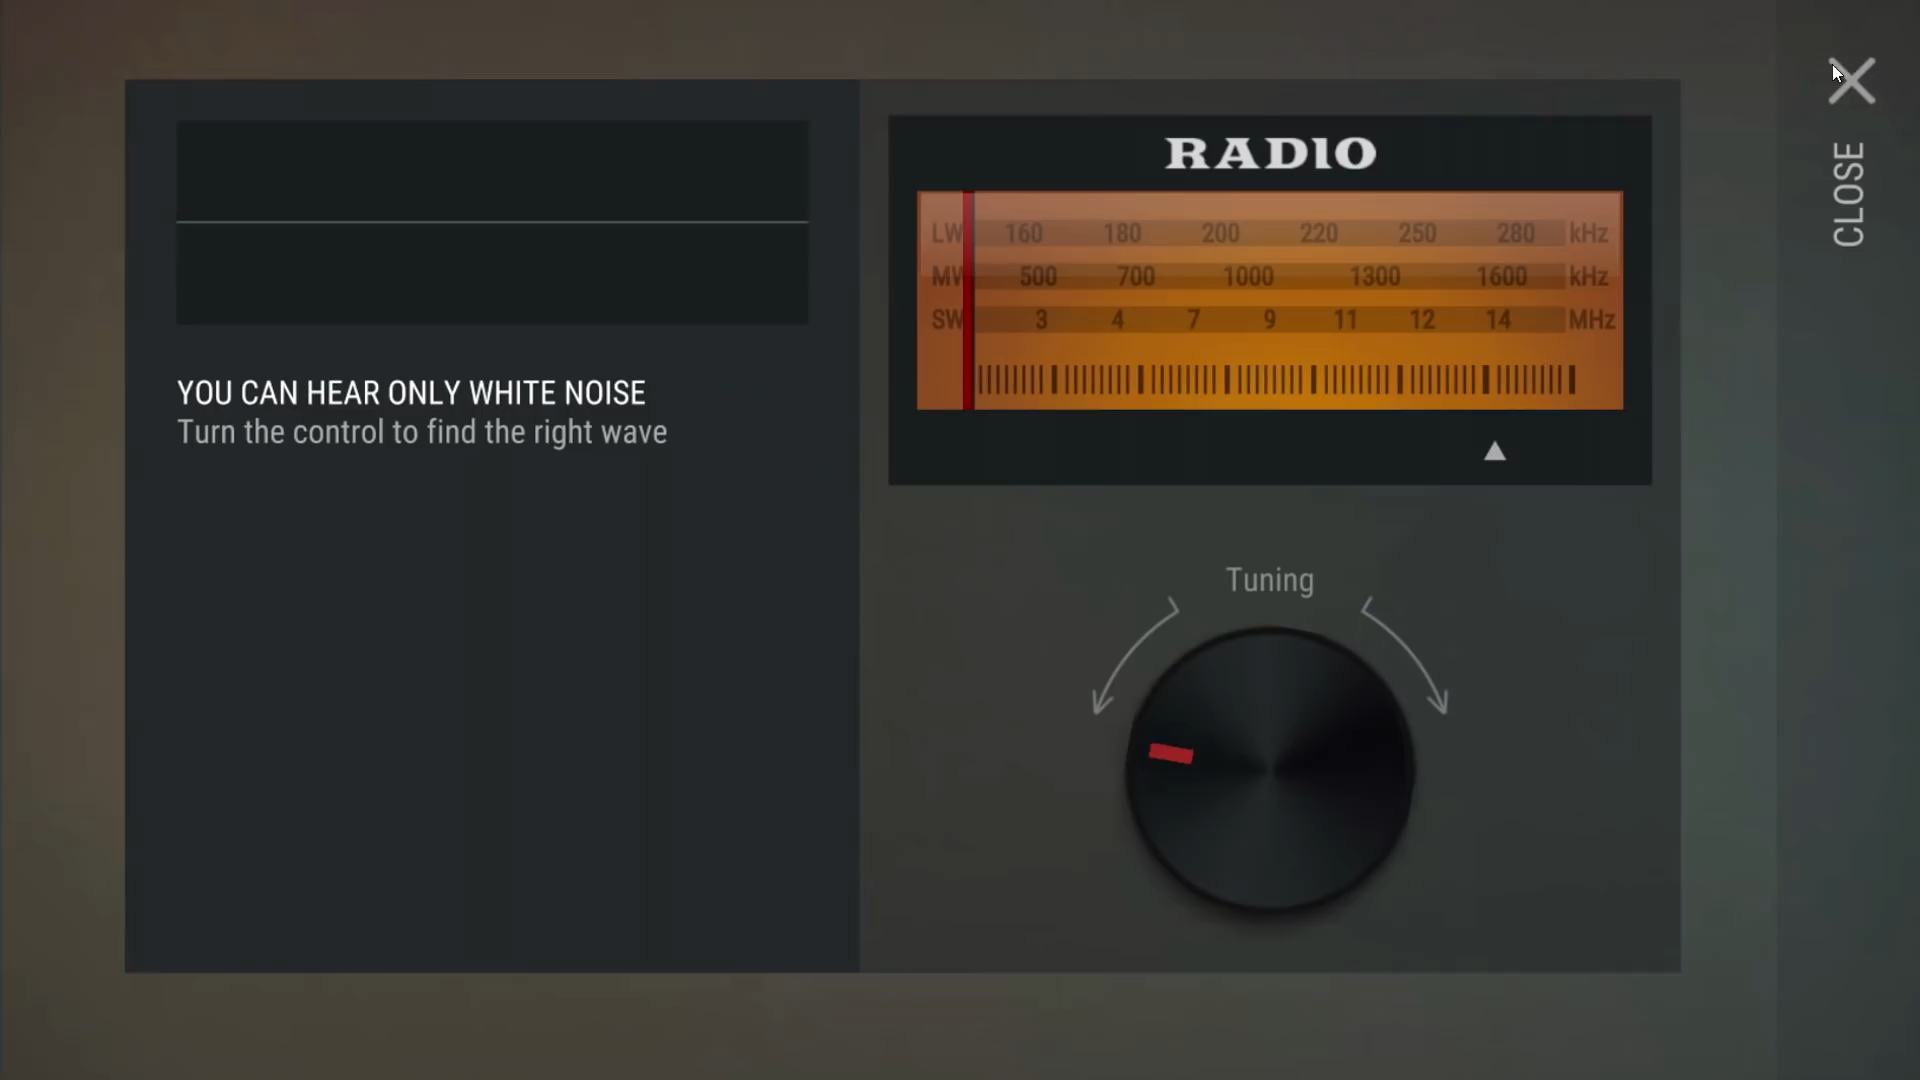 RADIO
LW 160 180 200 220 250 280 kHz
MW 500 700 1000 1300 1600 kHz
SW 3 4 7 9 11 12 14 MHz
YOU CAN HEAR ONLY WHITE NOISE
Turn the control to find the right wave
Tuning
CLOSE